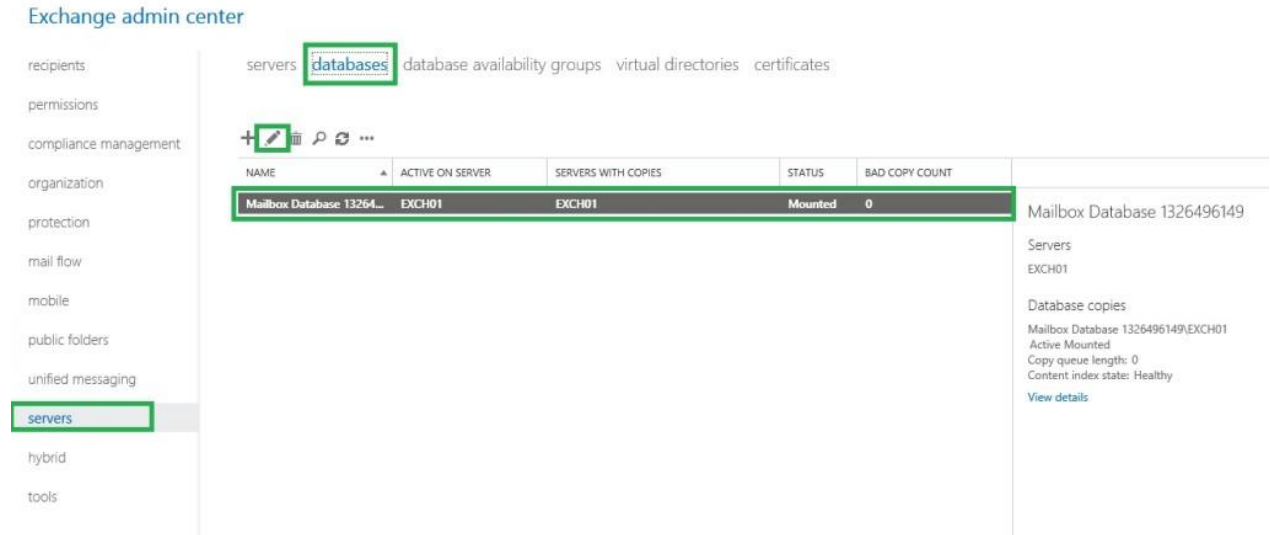 Exchange admin center
recipients
permissions
compliance management
organization
protection
mail flow
mobile
public folders
unified messaging
servers
hybrid
tools
servers databases database availability groups virtual directories certificates
NAME ACTIVE ON SERVER SERVERS WITH COPIES STATUS BAD COPY COUNT
Mailbox Database 13264... EXCH01 EXCH01 Mounted 0
Mailbox Database 1326496149
Servers
EXCH01
Database copies
Mailbox Database 1326496149\EXCH01
Active Mounted
Copy queue length: 0
Content index state: Healthy
View details